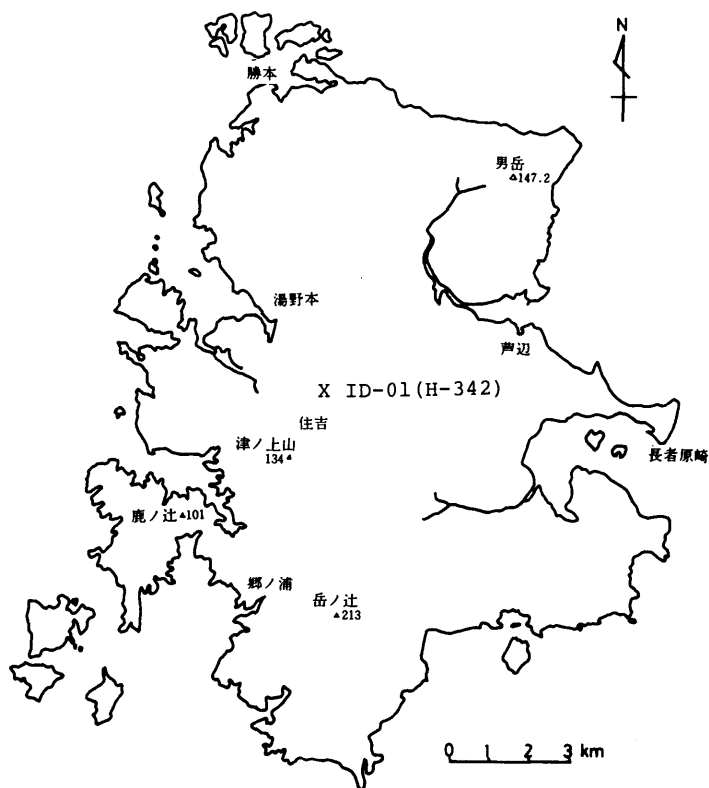 N
勝本
男岳
147.2
湯野本
芦辺
X ID-01(H-342)
住吉
津ノ上山
134
長者原崎
鹿ノ辻 101
郷ノ浦
岳ノ辻
213
0 1 2 3 km